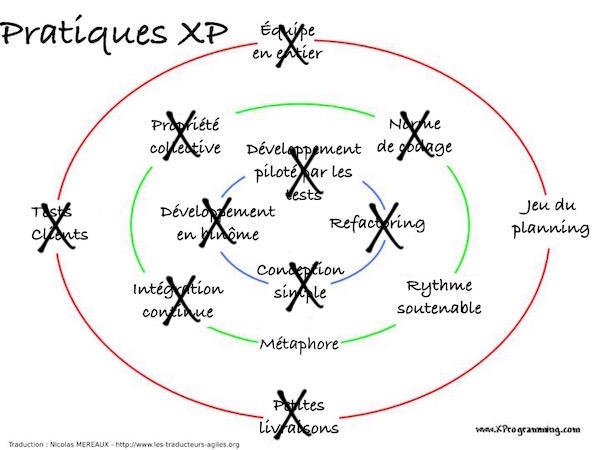 Pratiques XP
Équipe
en entier
Propriété
collective
Norme
de codage
Développement
piloté par les
tests
Tests
Clients
Développement
en binôme
Refactoring
Jeu du
planning
Conception
simple
Intégration
continue
Rythme
soutenable
Métaphore
Petites
livraisons
www.XProgramming.com
Traduction : Nicolas MEREAUX - http://www.les-traducteurs-agiles.org